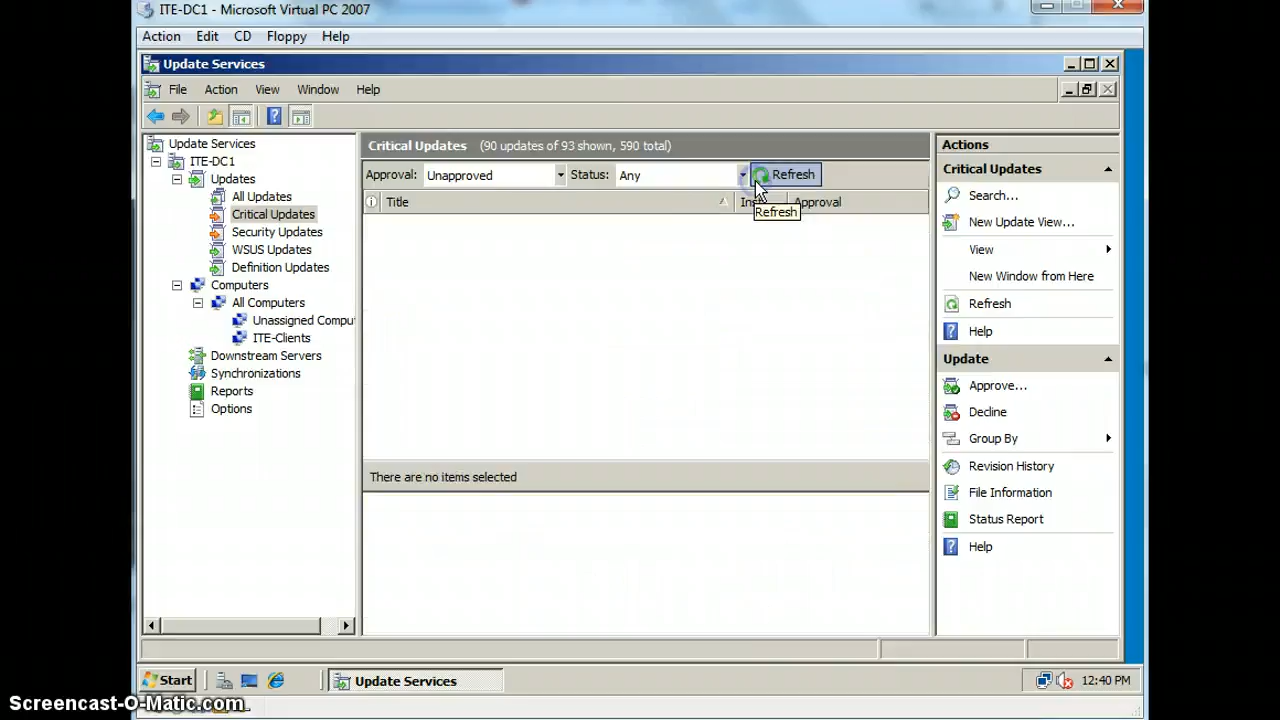 ITE-DC1 - Microsoft Virtual PC 2007
Action Edit CD Floppy Help
Update Services
File Action View Window Help
Update Services
ITE-DC1
Updates
All Updates
Critical Updates
Security Updates
WSUS Updates
Definition Updates
Computers
All Computers
Unassigned Compu
ITE-Clients
Downstream Servers
Synchronizations
Reports
Options
Critical Updates (90 updates of 93 shown, 590 total)
Approval: Unapproved Status: Any Refresh
Title Approval
Refresh
There are no items selected
Actions
Critical Updates
Search...
New Update View...
View
New Window from Here
Refresh
Help
Update
Approve...
Decline
Group By
Revision History
File Information
Status Report
Help
Start Update Services 12:40 PM
Screencast-O-Matic.com